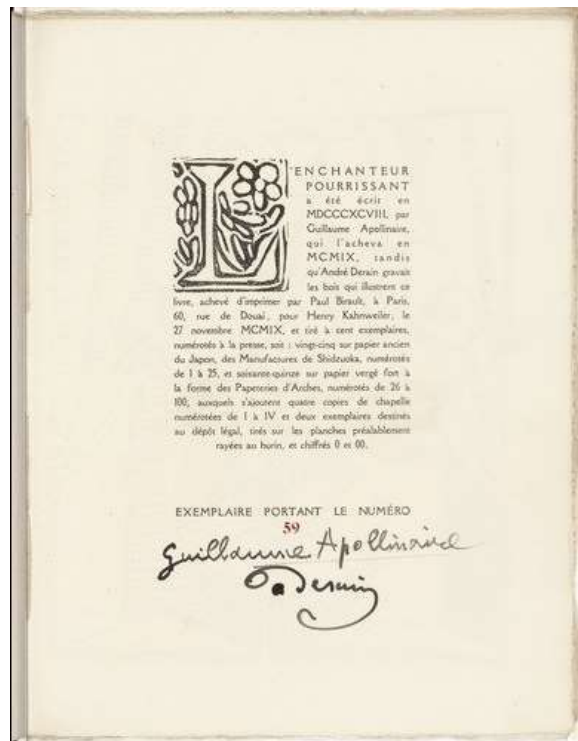 L'ENCHANTEUR
POURRISSANT
a été écrit en
MDCCCXCVIII, par
Guillaume Apollinaire,
qui l'acheva en
MCMIX, tandis
qu'André Derain gravait
les bois qui illustrent ce
livre, achevé d'imprimer par Paul Birault, à Paris,
60, rue de Douai, pour Henry Kahnweiler, le
27 novembre MCMIX, et tiré à cent exemplaires,
numérotés à la presse, soit : vingt-cinq sur papier ancien
du Japon, des Manufactures de Shidzuoka, numérotés
de 1 à 25, et soixante-quinze sur papier vergé fort à
la forme des Papeteries d'Arches, numérotés de 26 à
100; auxquels s'ajoutent quatre copies de chapelle
numérotées de I à IV et deux exemplaires destinés
au dépôt légal, tirés sur les planches préalablement
rayées au burin, et chiffrés 0 et 00.
EXEMPLAIRE PORTANT LE NUMÉRO
59
Guillaume Apollinaire
a Derain